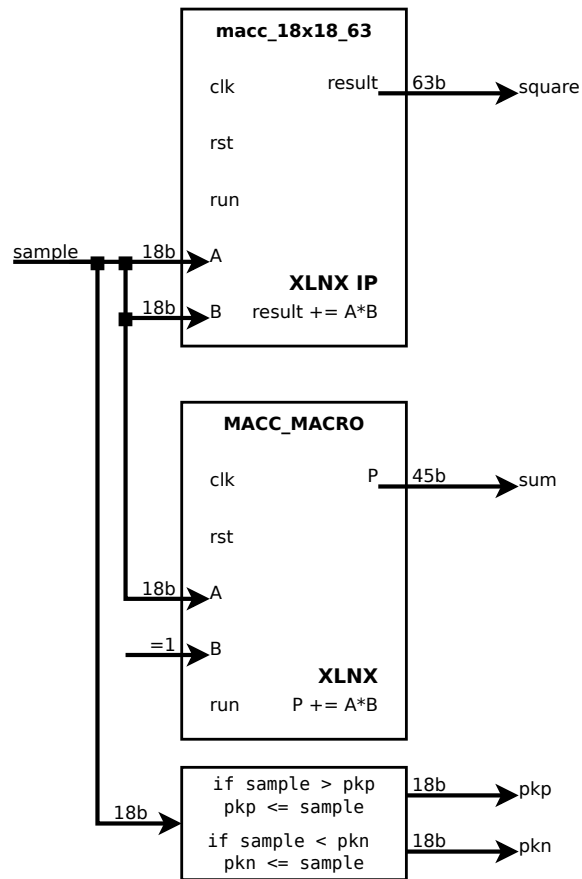 macc_18x18_63
clk
result
63b
square
rst
run
sample
18b
A
XLNX IP
18b
B
result += A*B
MACC_MACRO
clk
P
45b
sum
rst
18b
A
=1
B
XLNX
run
P += A*B
if sample > pkp
pkp <= sample
18b
pkp
18b
if sample < pkn
pkn <= sample
18b
pkn